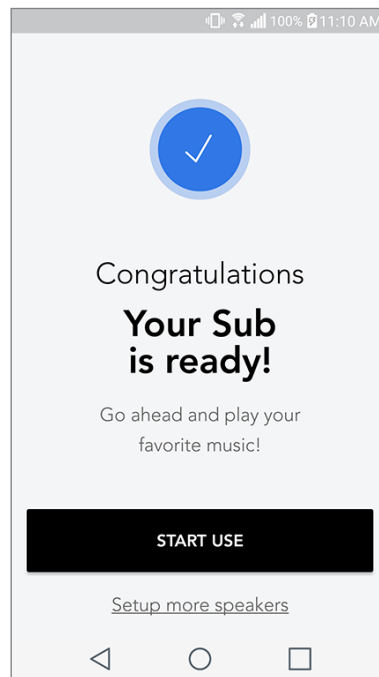 100% 11:10 AM
Congratulations
Your Sub
is ready!
Go ahead and play your
favorite music!
START USE
Setup more speakers